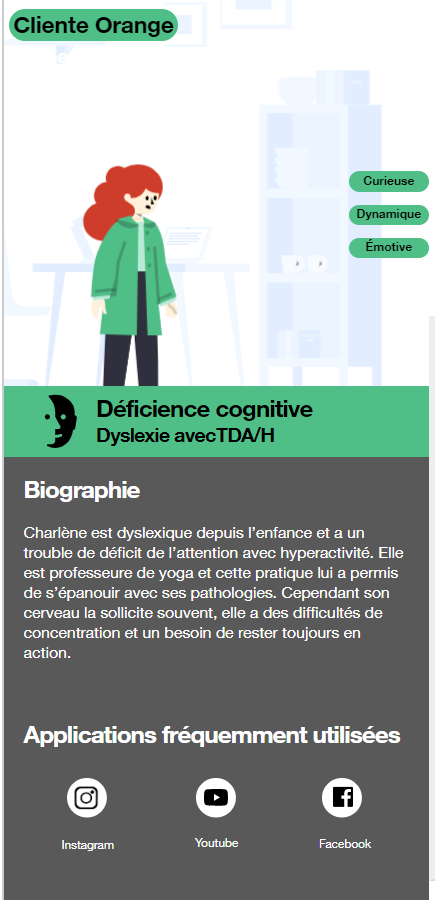 Cliente Orange
Curieuse
Dynamique
Émotive
Déficience cognitive
Dyslexie avecTDA/H
Biographie
Charlène est dyslexique depuis l'enfance et a un
trouble de déficit de l'attention avec hyperactivité. Elle
est professeure de yoga et cette pratique lui a permis
de s'épanouir avec ses pathologies. Cependant son
cerveau la sollicite souvent, elle a des difficultés de
concentration et un besoin de rester toujours en
action.
Applications fréquemment utilisées
Instagram
Youtube
Facebook